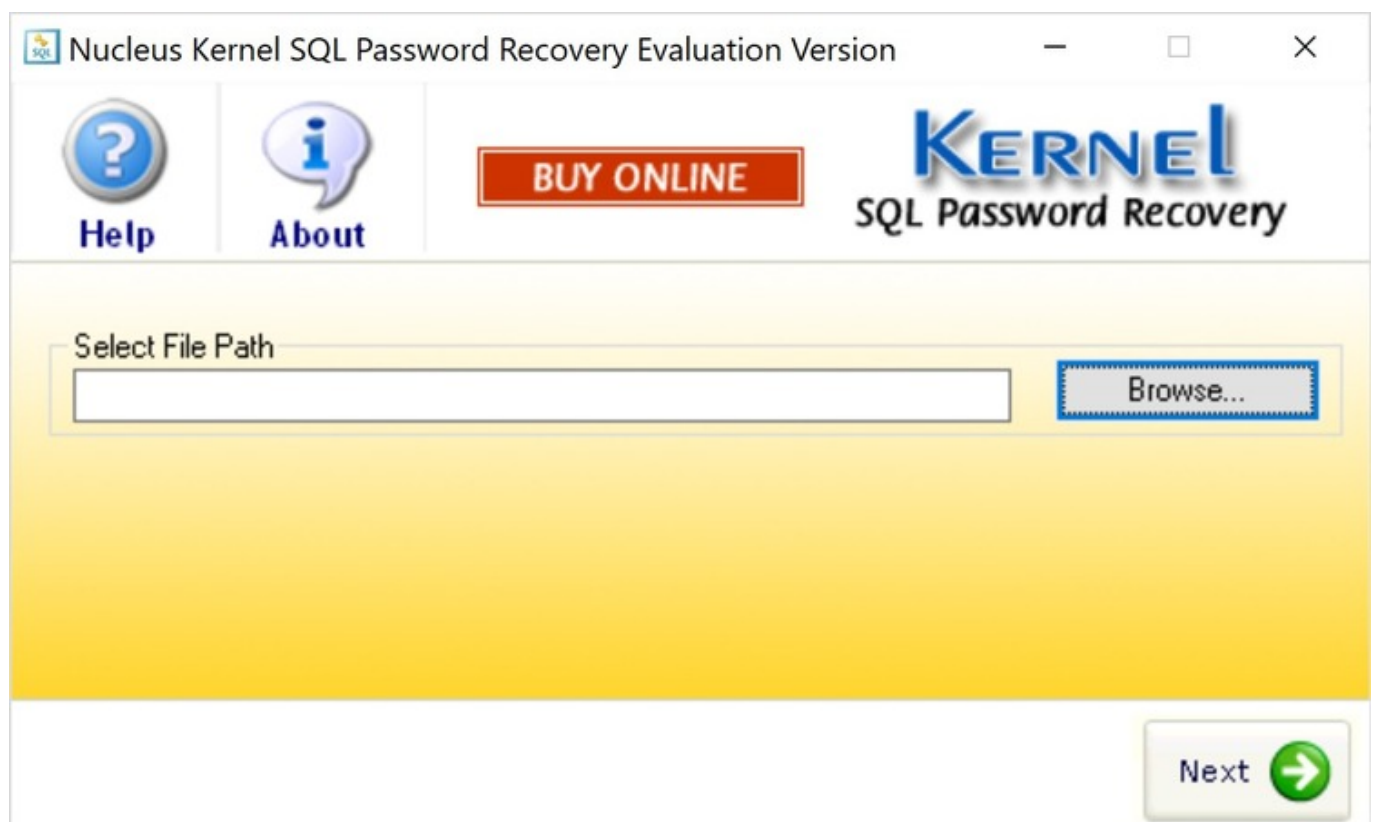 SQL Nucleus Kernel SQL Password Recovery Evaluation Version
Help
About
BUY ONLINE
KERNEl
SQL Password Recovery
Select File Path
Browse...
Next